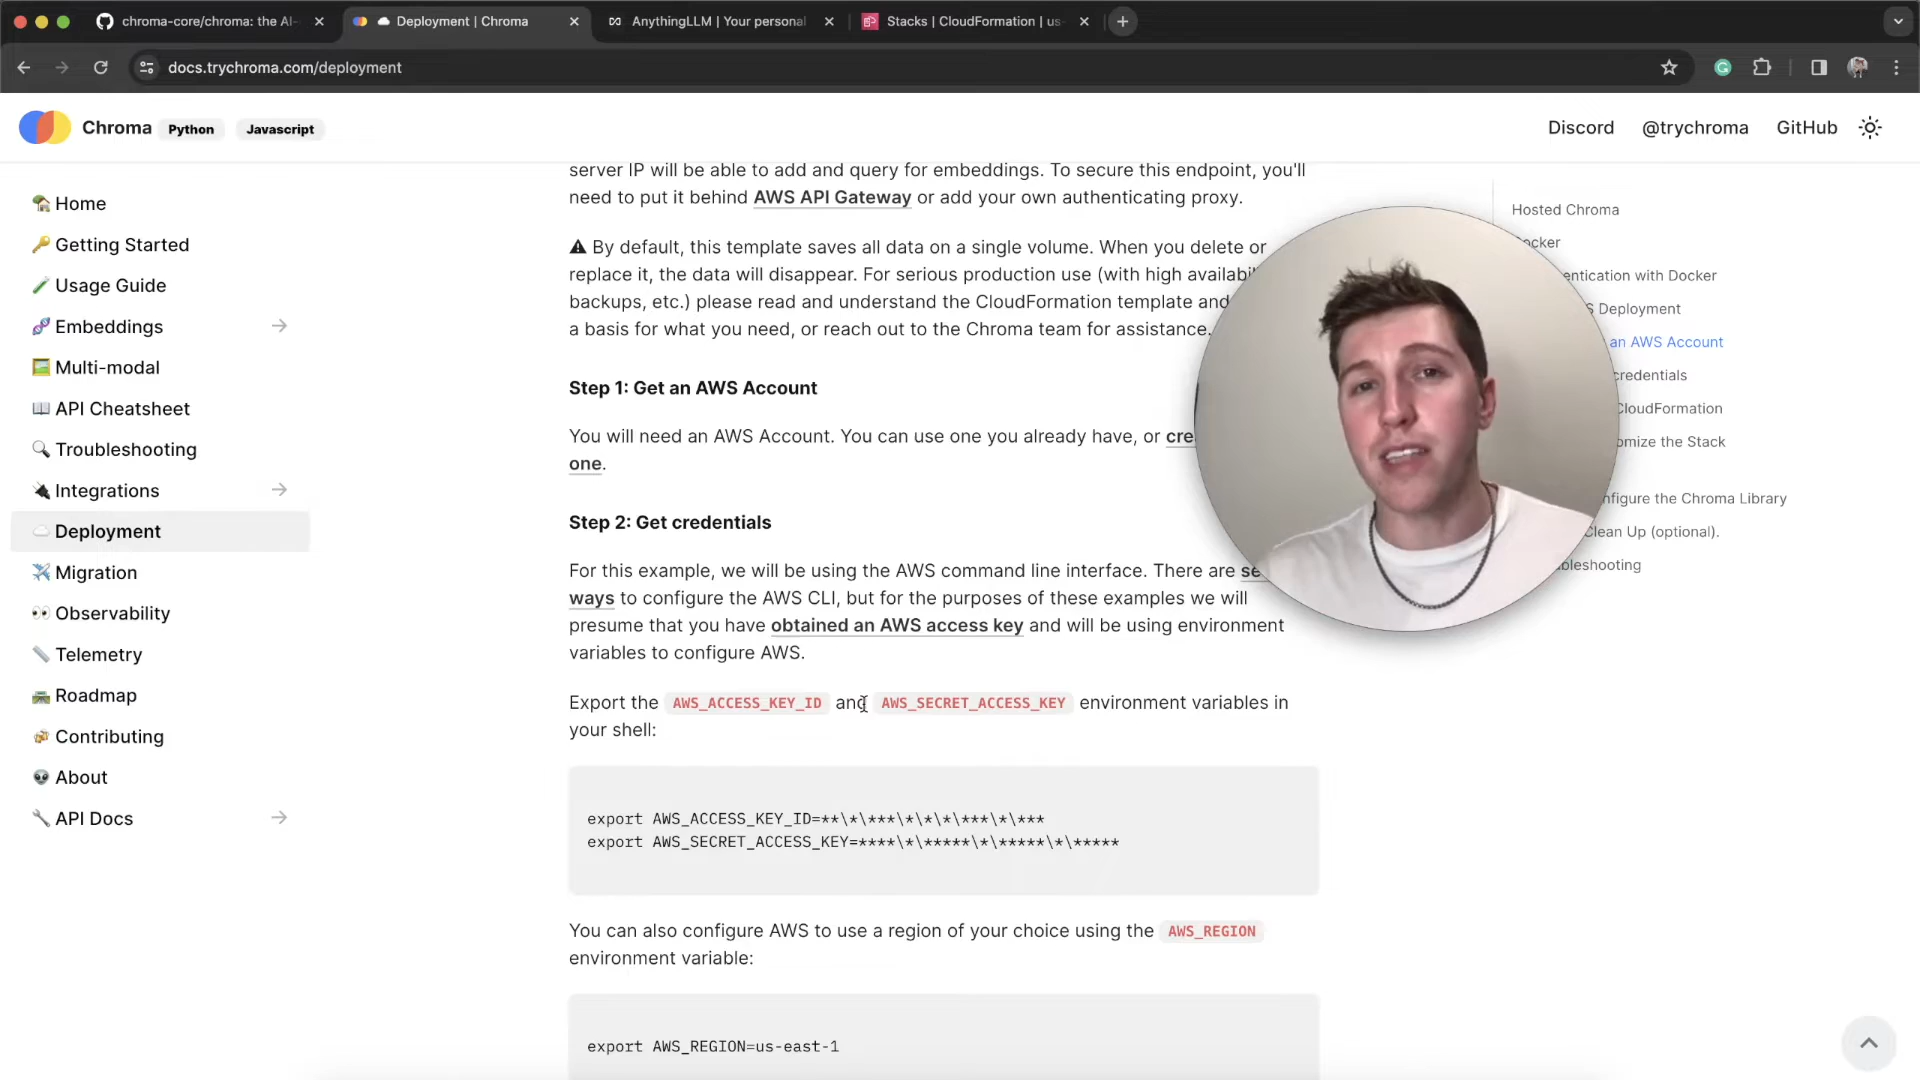 chroma-core/chroma: the AI-
Deployment | Chroma
AnythingLLM | Your personal
Stacks | CloudFormation | us-
docs.trychroma.com/deployment
Chroma
Python
Javascript
Discord
@trychroma
GitHub
Home
Getting Started
Usage Guide
Embeddings
Multi-modal
API Cheatsheet
Troubleshooting
Integrations
Deployment
Migration
Observability
Telemetry
Roadmap
Contributing
About
API Docs
server IP will be able to add and query for embeddings. To secure this endpoint, you'll
need to put it behind AWS API Gateway or add your own authenticating proxy.
⚠ By default, this template saves all data on a single volume. When you delete or
replace it, the data will disappear. For serious production use (with high availabi
backups, etc.) please read and understand the CloudFormation template and
a basis for what you need, or reach out to the Chroma team for assistance.
Step 1: Get an AWS Account
You will need an AWS Account. You can use one you already have, or cre
one.
Step 2: Get credentials
For this example, we will be using the AWS command line interface. There are se
ways to configure the AWS CLI, but for the purposes of these examples we will
presume that you have obtained an AWS access key and will be using environment
variables to configure AWS.
Export the AWS_ACCESS_KEY_ID and AWS_SECRET_ACCESS_KEY environment variables in
your shell:
export AWS_ACCESS_KEY_ID=**\*\***\*\*\*\***\*\***
export AWS_SECRET_ACCESS_KEY=****\*\*****\*\*****\*\*****
You can also configure AWS to use a region of your choice using the AWS_REGION
environment variable:
export AWS_REGION=us-east-1
Hosted Chroma
ocker
entication with Docker
S Deployment
an AWS Account
credentials
CloudFormation
omize the Stack
nfigure the Chroma Library
Clean Up (optional).
bleshooting